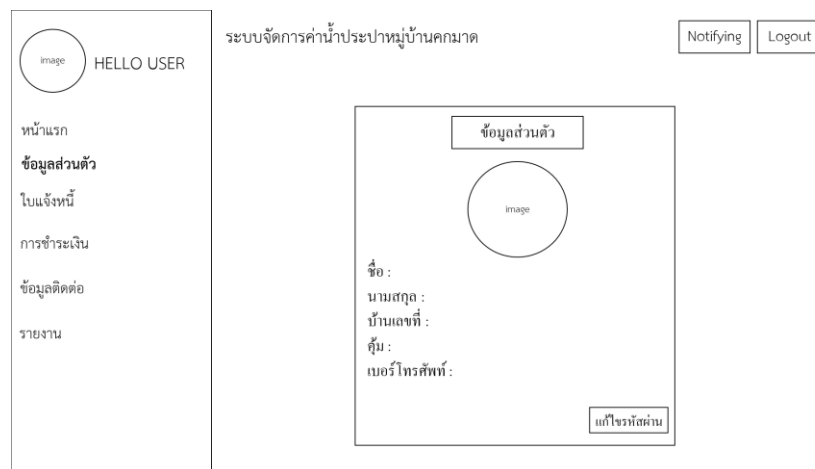 image
HELLO USER
หน้าแรก
ข้อมูลส่วนตัว
ใบแจ้งหนี้
การชำระเงิน
ข้อมูลติดต่อ
รายงาน
ระบบจัดการค่าน้ำประปาหมู่บ้านคกมาด
Notifying
Logout
ข้อมูลส่วนตัว
image
ชื่อ :
นามสกุล :
บ้านเลขที่ :
คุ้ม :
เบอร์โทรศัพท์ :
แก้ไขรหัสผ่าน